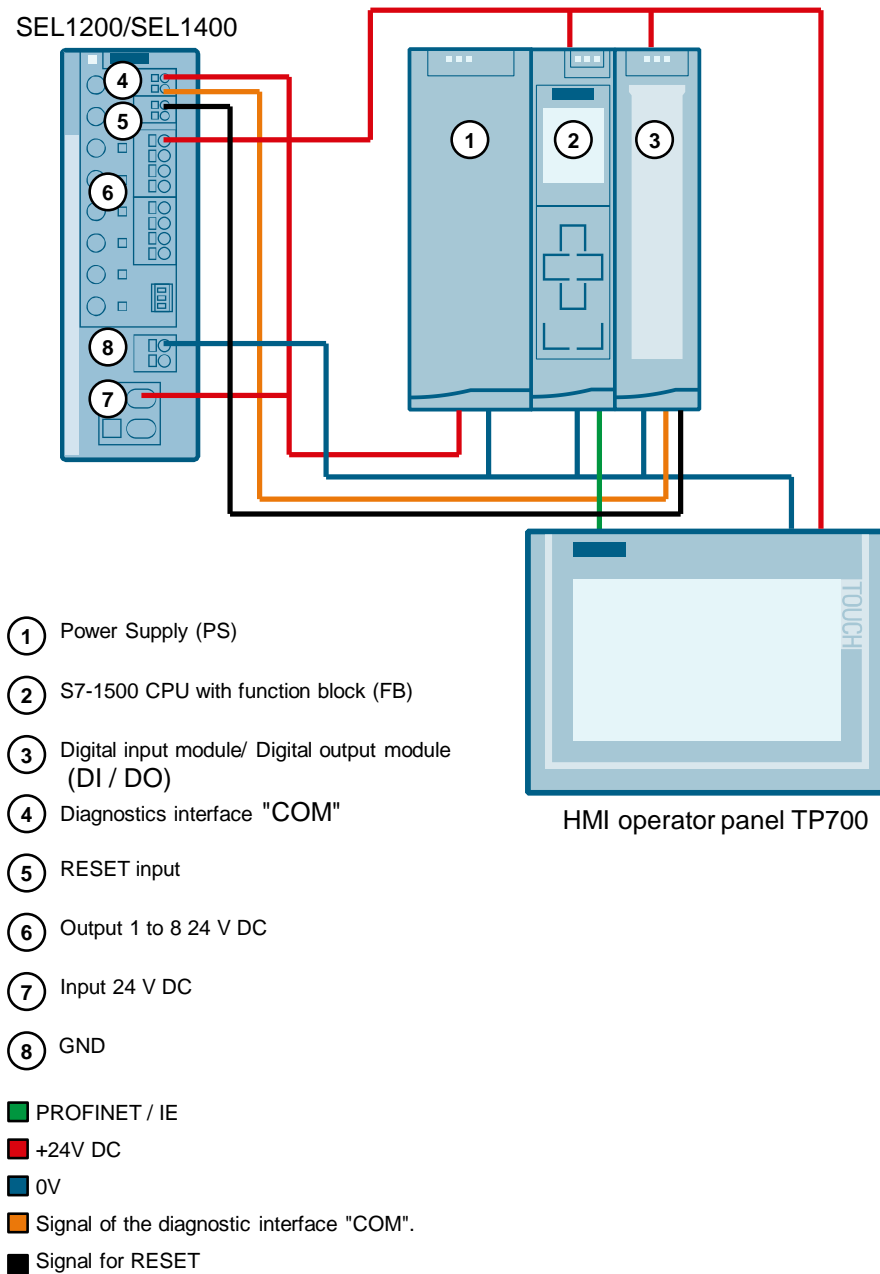 SEL1200/SEL1400
4
5
6
8
7
1
2
3
TOUCH
HMI operator panel TP700
1 Power Supply (PS)
2 S7-1500 CPU with function block (FB)
3 Digital input module/ Digital output module
(DI / DO)
4 Diagnostics interface "COM"
5 RESET input
6 Output 1 to 8 24 V DC
7 Input 24 V DC
8 GND
PROFINET / IE
+24V DC
0V
Signal of the diagnostic interface "COM".
Signal for RESET